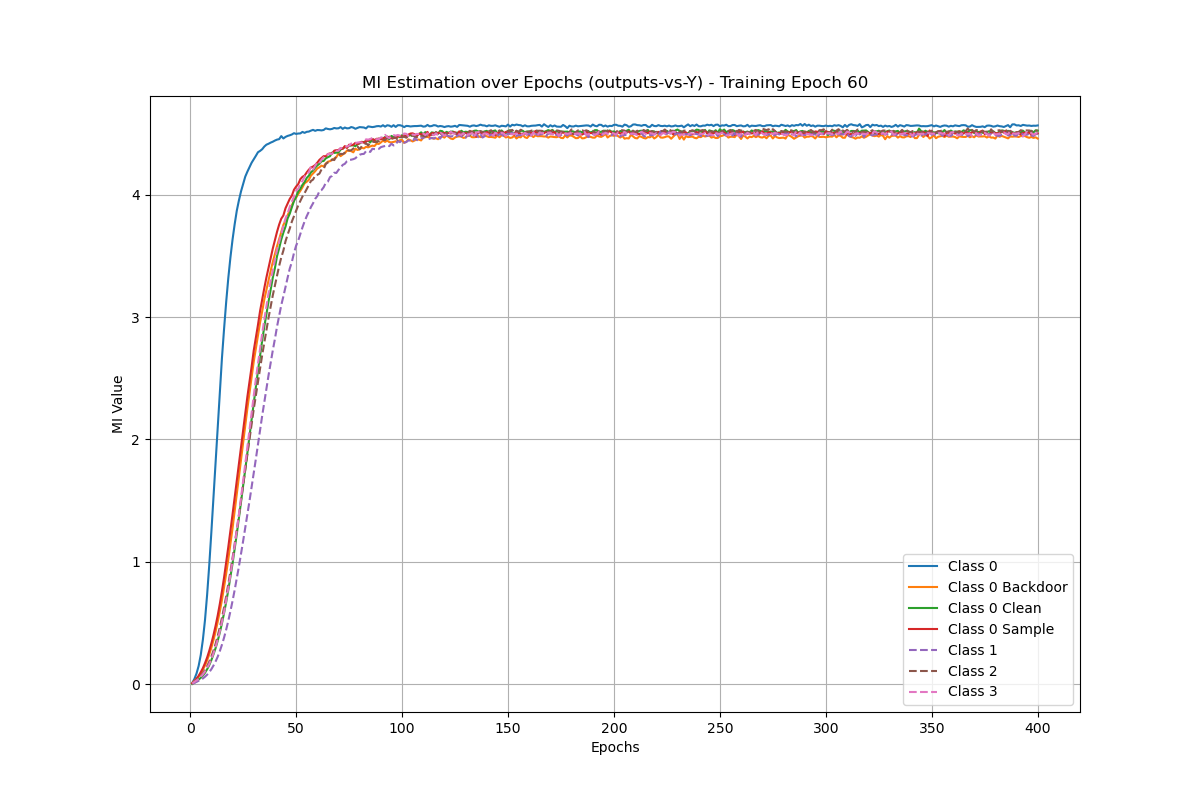 MI Estimation over Epochs (outputs-vs-Y) - Training Epoch 60
MI Value
4
3
2
1
0
0 50 100 150 200 250 300 350 400
Epochs
Class 0
Class 0 Backdoor
Class 0 Clean
Class 0 Sample
Class 1
Class 2
Class 3